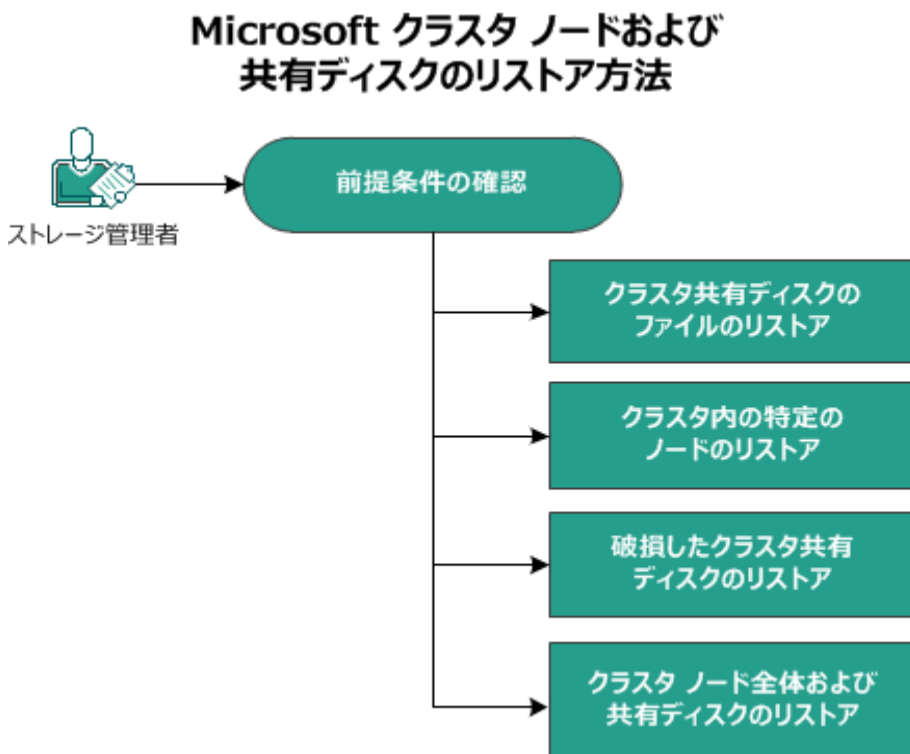 Microsoft クラスタ ノードおよび
共有ディスクのリストア方法
前提条件の確認
ストレージ管理者
クラスタ共有ディスクの
ファイルのリストア
クラスタ内の特定の
ノードのリストア
破損したクラスタ共有
ディスクのリストア
クラスタ ノード全体および
共有ディスクのリストア